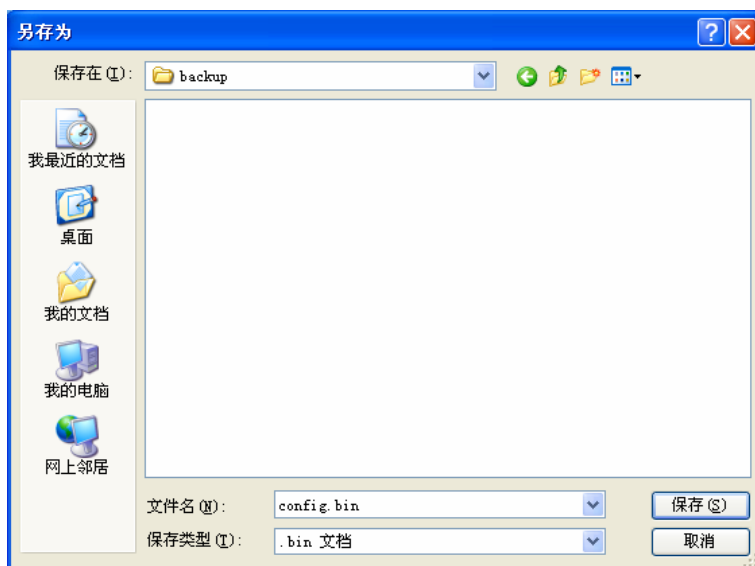 另存为
保存在(I):
backup
我最近的文档
桌面
我的文档
我的电脑
网上邻居
文件名(N):
config.bin
保存(S)
保存类型(T):
.bin 文档
取消